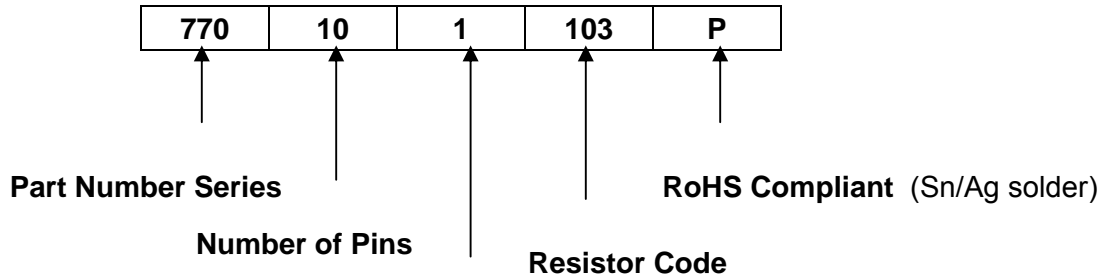 770 10 1 103 P
Part Number Series
RoHS Compliant (Sn/Ag solder)
Number of Pins
Resistor Code